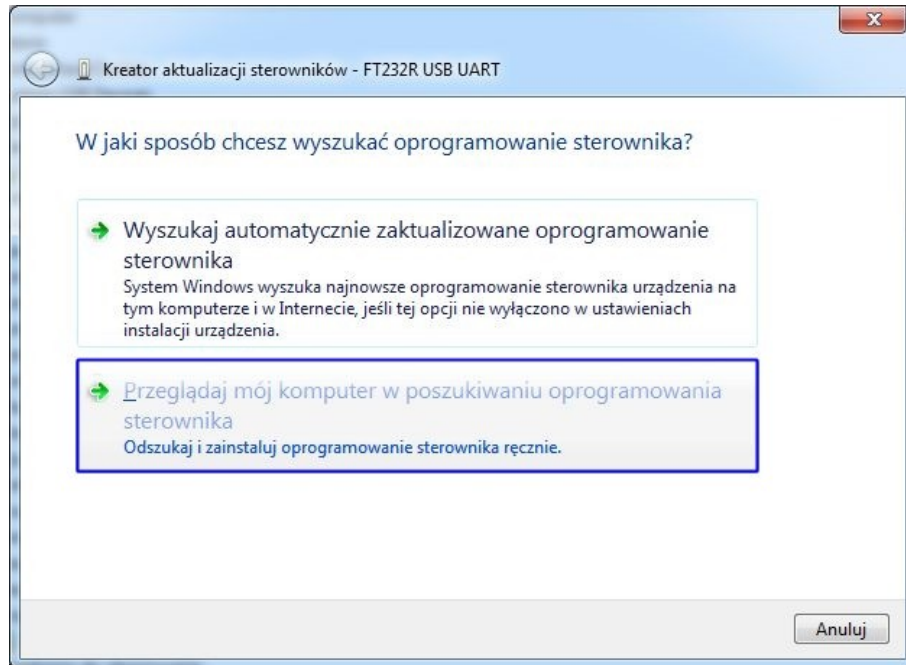 Kreator aktualizacji sterowników - FT232R USB UART
W jaki sposób chcesz wyszukać oprogramowanie sterownika?
Wyszukaj automatycznie zaktualizowane oprogramowanie
sterownika
System Windows wyszuka najnowsze oprogramowanie sterownika urządzenia na
tym komputerze i w Internecie, jeśli tej opcji nie wyłączono w ustawieniach
instalacji urządzenia.
Przeglądaj mój komputer w poszukiwaniu oprogramowania
sterownika
Odszukaj i zainstaluj oprogramowanie sterownika ręcznie.
Anuluj